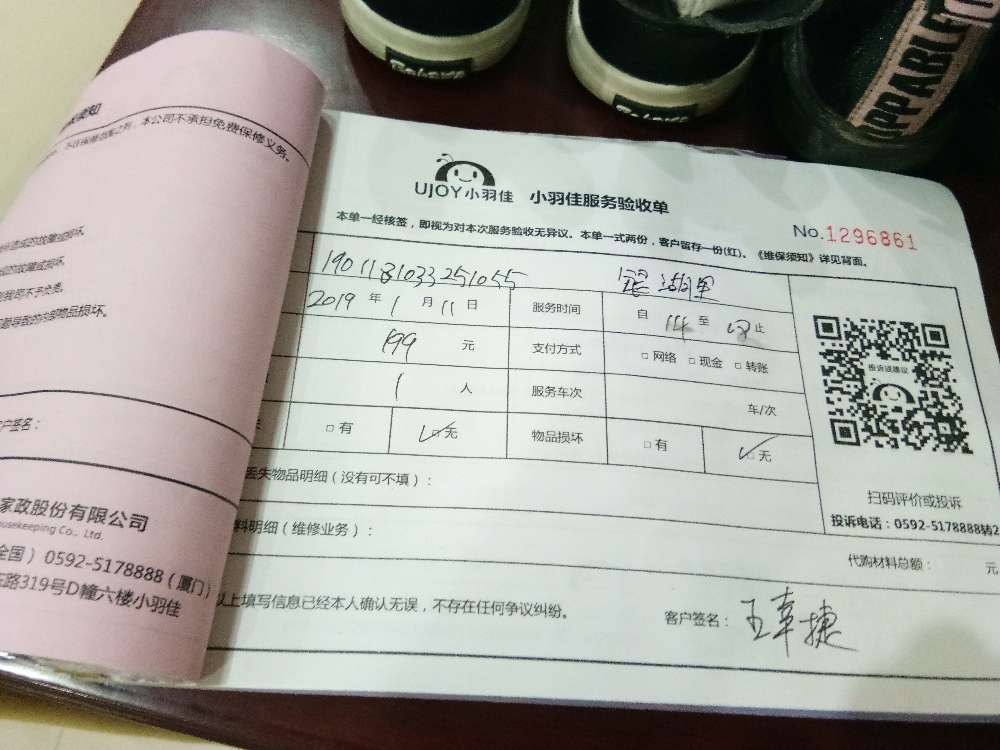 本公司不承担免费保修义务。
家政股份有限公司
usekeeping Co., Ltd.
全国） 0592-5178888（厦门）
路319号D幢六楼小羽佳
UJOY小羽佳 小羽佳服务验收单
本单一经核签，即视为对本次服务验收无异议。本单一式两份，客户留存一份(红)。《维保须知》详见背面。
No.1296861
1901181033251055
2019 年 1 月 11 日 服务时间 自 14 至 止
199 元 支付方式 □ 网络 □ 现金 □ 转账
1 人 服务车次 车/次
□ 有 □ 无 物品损坏 □ 有 □ 无
丢失物品明细（没有可不填）：
料明细（维修业务）：
代购材料总额： 元
投诉或建议
扫码评价或投诉
投诉电话：0592-5178888转2
以上填写信息已经本人确认无误，不存在任何争议纠纷。
客户签名：